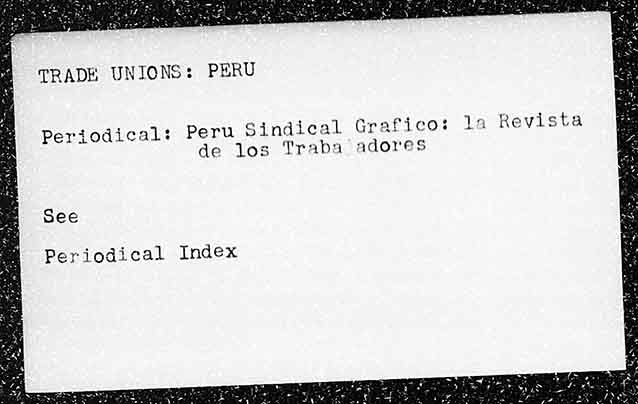 TRADE UNIONS: PERU
Periodical: Peru Sindical Grafico: la Revista
de los Trabajadores
See
Periodical Index